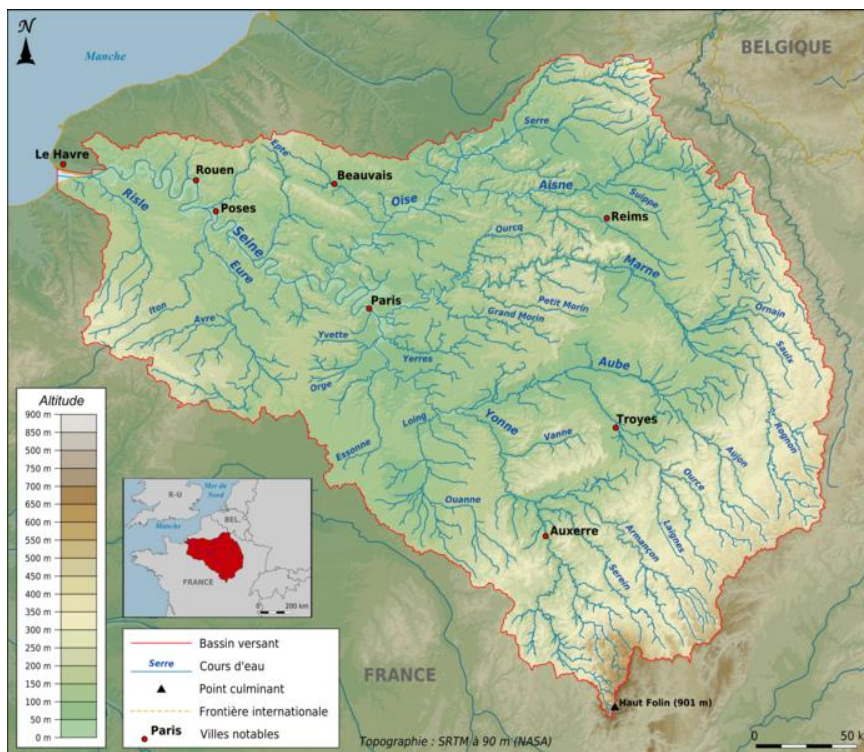 N
Manche
BELGIQUE
Serre
Le Havre
Epte
Rouen
Beauvais
Oise
Aisne
Suippe
Risle
Poses
Reims
Seine
Ourcq
Eure
Marne
Paris
Petit Morin
Grand Morin
Ornain
Iton
Avre
Yvette
Yerres
Saulx
Orge
Aube
Loing
Yonne
Troyes
Rognon
Vanne
Essonne
Aujon
Ource
Ouanne
Laignes
Armançon
Auxerre
Serein
Altitude
900 m
850 m
800 m
750 m
700 m
650 m
600 m
550 m
500 m
450 m
400 m
350 m
300 m
250 m
200 m
150 m
100 m
50 m
0 m
Mer du
Nord
R-U
Manche
BEL.
FRANCE
0 200 km
Bassin versant
Serre Cours d'eau
Point culminant
Frontière internationale
Paris Villes notables
FRANCE
Haut Folin (901 m)
Topographie : SRTM à 90 m (NASA)
0 50 k